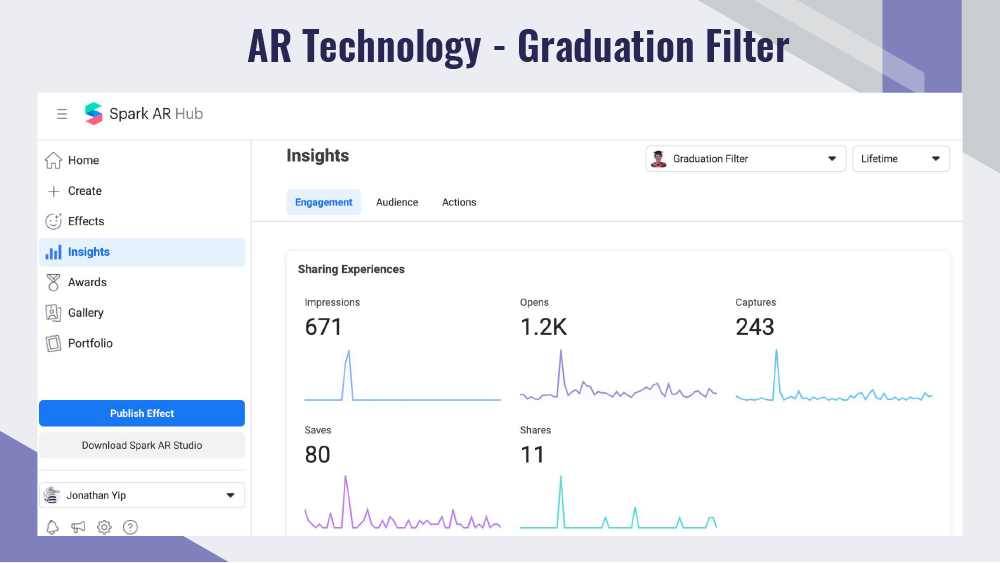 AR Technology - Graduation Filter
Spark AR Hub
Home
Create
Effects
Insights
Awards
Gallery
Portfolio
Publish Effect
Download Spark AR Studio
Jonathan Yip
Insights
Graduation Filter
Lifetime
Engagement Audience Actions
Sharing Experiences
Impressions Opens Captures
671 1.2K 243
Saves Shares
80 11